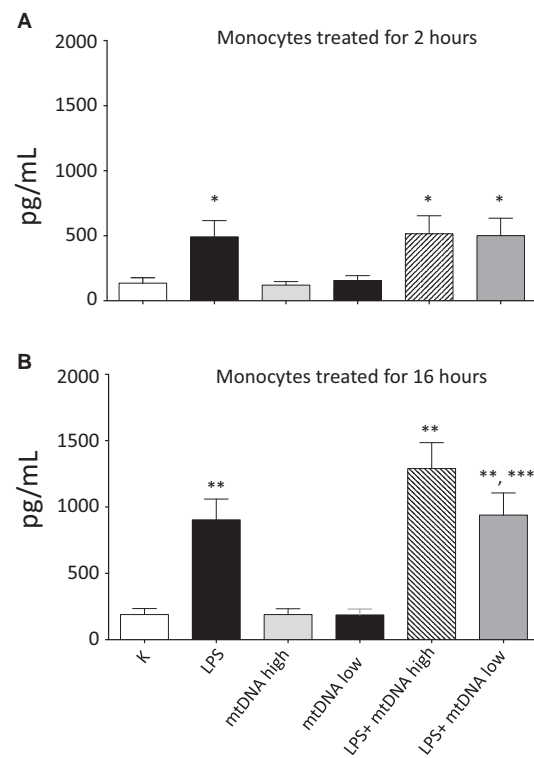 A
Monocytes treated for 2 hours
pg/mL
2000
1500
1000
500
0
* * *
B
Monocytes treated for 16 hours
pg/mL
2000
1500
1000
500
0
** ** **, ***
K
LPS
mtDNA high
mtDNA low
LPS+ mtDNA high
LPS+ mtDNA low